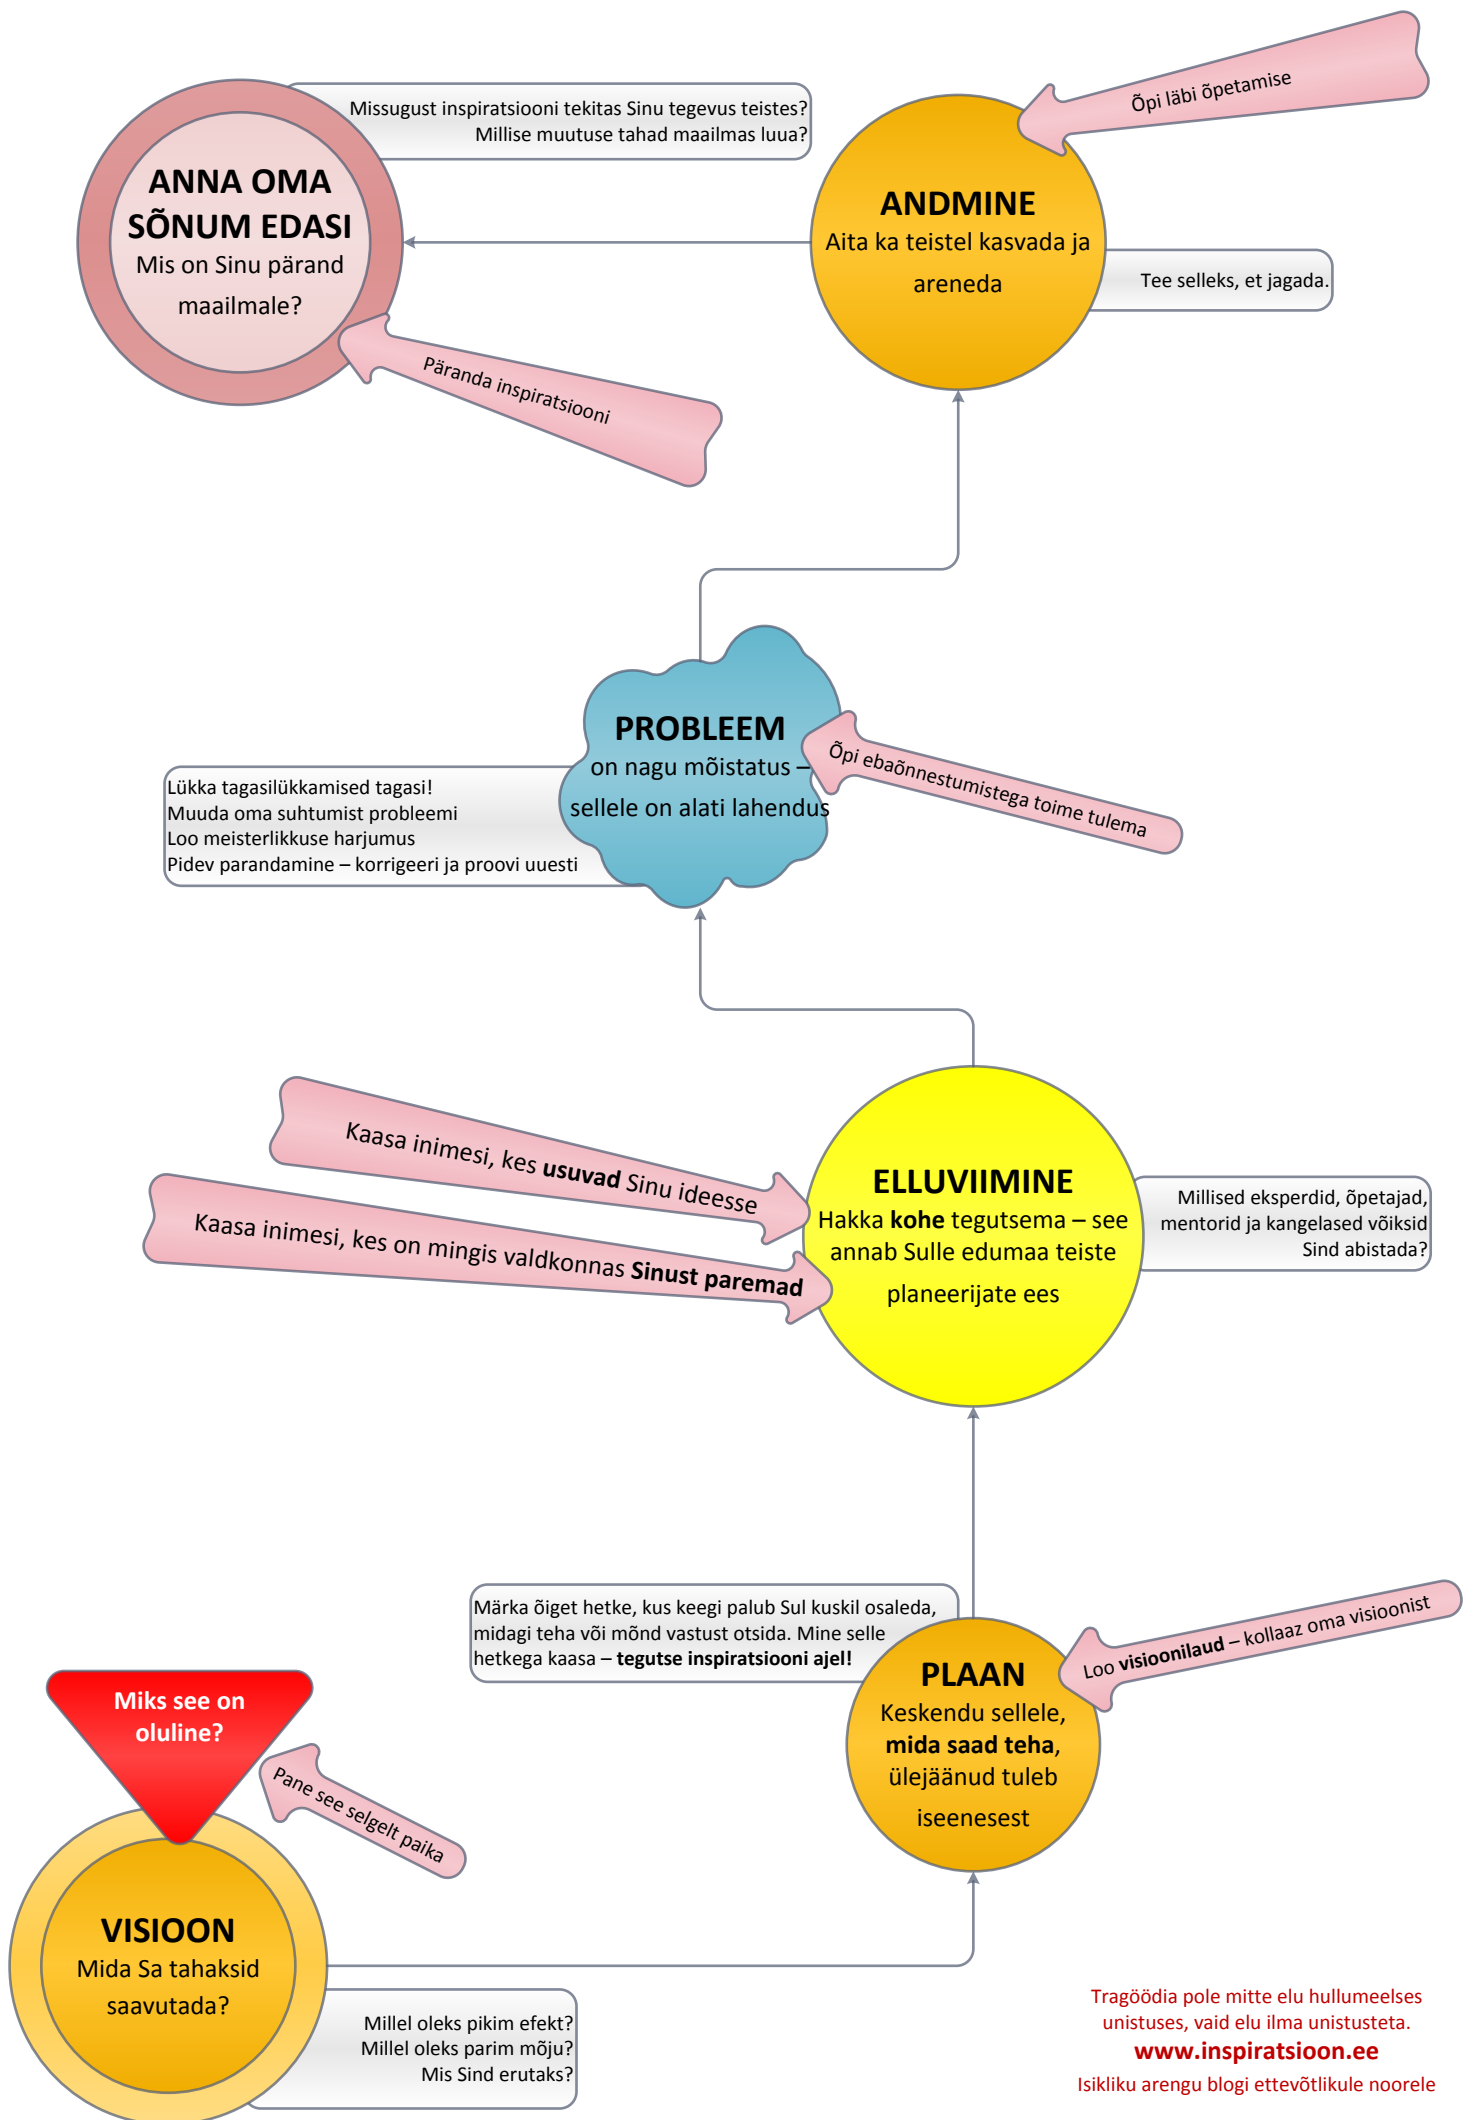 Missugust inspiratsiooni tekitas Sinu tegevus teistes?
Millise muutuse tahad maailmas luua?
ANNA OMA
SÕNUM EDASI
Mis on Sinu pärand
maailmale?
Päranda inspiratsiooni
Õpi läbi õpetamise
ANDMINE
Aita ka teistel kasvada ja
areneda
Tee selleks, et jagada.
PROBLEEM
on nagu mõistatus –
sellele on alati lahendus
Õpi ebaõnnestumistega toime tulema
Lükka tagasilükkamised tagasi!
Muuda oma suhtumist probleemi
Loo meisterlikkuse harjumus
Pidev parandamine – korrigeeri ja proovi uuesti
Kaasa inimesi, kes usuvad Sinu ideesse
Kaasa inimesi, kes on mingis valdkonnas Sinust paremad
ELLUVIIMINE
Hakka kohe tegutsema – see
annab Sulle edumaa teiste
planeerijate ees
Millised eksperdid, õpetajad,
mentorid ja kangelased võiksid
Sind abistada?
Märka õiget hetke, kus keegi palub Sul kuskil osaleda,
midagi teha või mõnd vastust otsida. Mine selle
hetkega kaasa – tegutse inspiratsiooni ajel!
PLAAN
Keskendu sellele,
mida saad teha,
ülejäänud tuleb
iseenesest
Loo visioonilaud – kollaaz oma visioonist
Miks see on
oluline?
Pane see selgelt paika
VISIOON
Mida Sa tahaksid
saavutada?
Millel oleks pikim efekt?
Millel oleks parim mõju?
Mis Sind erutaks?
Tragöödia pole mitte elu hullumeelses
unistuses, vaid elu ilma unistusteta.
www.inspiratsioon.ee
Isikliku arengu blogi ettevõtlikule noorele